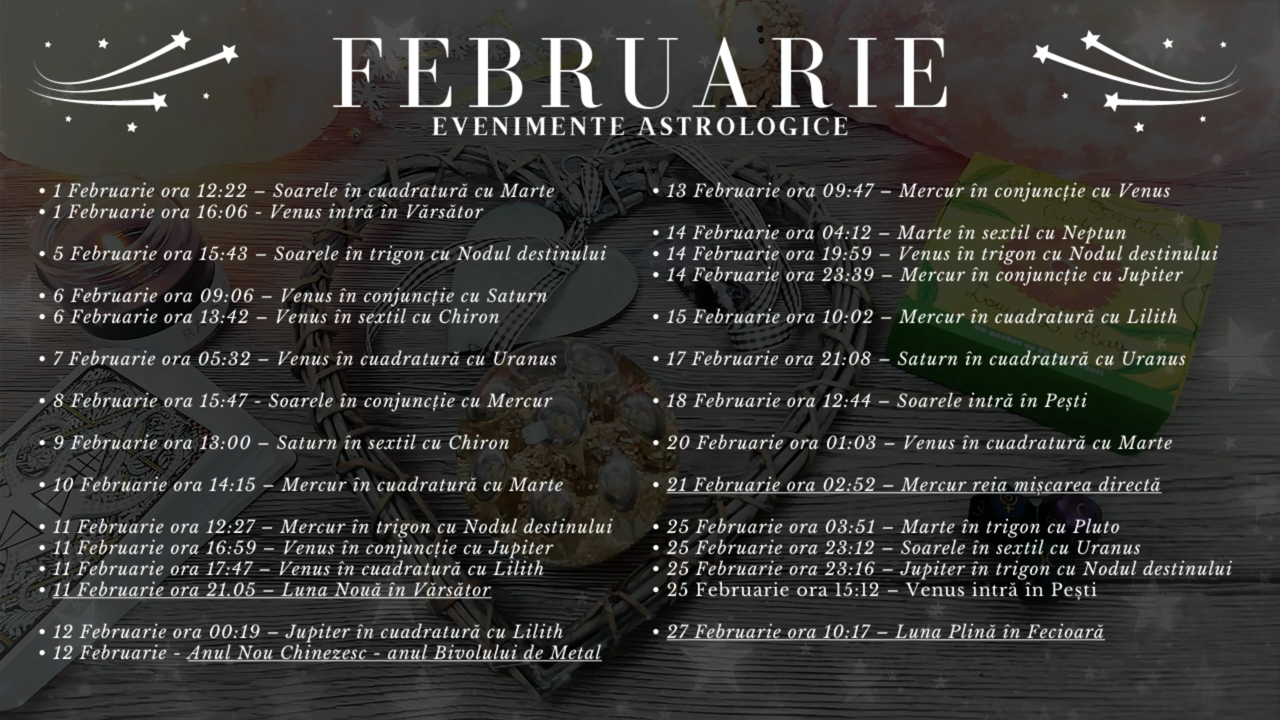 FEBRUARIE
EVENIMENTE ASTROLOGICE
• 1 Februarie ora 12:22 – Soarele în cuadratură cu Marte
• 1 Februarie ora 16:06 - Venus intră în Vărsător
• 5 Februarie ora 15:43 – Soarele în trigon cu Nodul destinului
• 6 Februarie ora 09:06 – Venus în conjuncție cu Saturn
• 6 Februarie ora 13:42 – Venus în sextil cu Chiron
• 7 Februarie ora 05:32 – Venus în cuadratură cu Uranus
• 8 Februarie ora 15:47 - Soarele în conjuncție cu Mercur
• 9 Februarie ora 13:00 – Saturn în sextil cu Chiron
• 10 Februarie ora 14:15 – Mercur în cuadratură cu Marte
• 11 Februarie ora 12:27 – Mercur în trigon cu Nodul destinului
• 11 Februarie ora 16:59 – Venus în conjuncție cu Jupiter
• 11 Februarie ora 17:47 – Venus în cuadratură cu Lilith
• 11 Februarie ora 21.05 – Luna Nouă în Vărsător
• 12 Februarie ora 00:19 – Jupiter în cuadratură cu Lilith
• 12 Februarie - Anul Nou Chinezesc - anul Bivolului de Metal
• 13 Februarie ora 09:47 – Mercur în conjuncție cu Venus
• 14 Februarie ora 04:12 – Marte în sextil cu Neptun
• 14 Februarie ora 19:59 – Venus în trigon cu Nodul destinului
• 14 Februarie ora 23:39 – Mercur în conjuncție cu Jupiter
• 15 Februarie ora 10:02 – Mercur în cuadratură cu Lilith
• 17 Februarie ora 21:08 – Saturn în cuadratură cu Uranus
• 18 Februarie ora 12:44 – Soarele intră în Pești
• 20 Februarie ora 01:03 – Venus în cuadratură cu Marte
• 21 Februarie ora 02:52 – Mercur reia mișcarea directă
• 25 Februarie ora 03:51 – Marte în trigon cu Pluto
• 25 Februarie ora 23:12 – Soarele în sextil cu Uranus
• 25 Februarie ora 23:16 – Jupiter în trigon cu Nodul destinului
• 25 Februarie ora 15:12 – Venus intră în Pești
• 27 Februarie ora 10:17 – Luna Plină în Fecioară